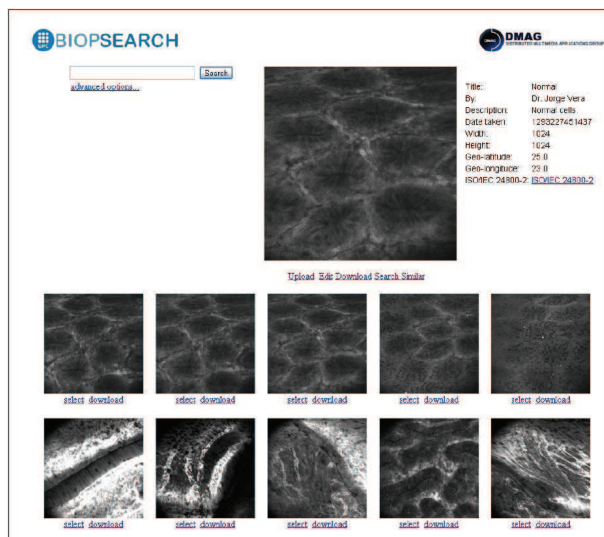 UPC BIOPSEARCH
DMAG
DISTRIBUTED MULTIMEDIA APPLICATIONS GROUP
Search
advanced options...
Title: Normal
By: Dr. Jorge Vera
Description: Normal cells
Date taken: 1293227451437
Width: 1024
Height: 1024
Geo-latitude: 25.0
Geo-longitude: 23.0
ISO/IEC 24800-2: ISO/IEC 24800-2
Upload Edit Download Search Similar
select download select download select download select download select download
select download select download select download select download select download